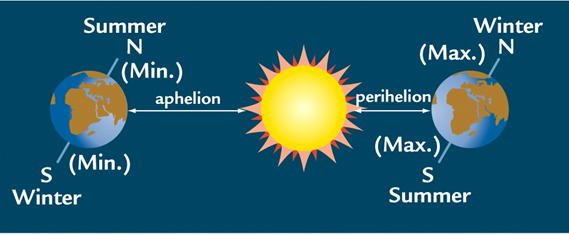 Summer
N
(Min.)
aphelion
(Min.)
S
Winter
perihelion
Winter
N
(Max.)
(Max.)
S
Summer